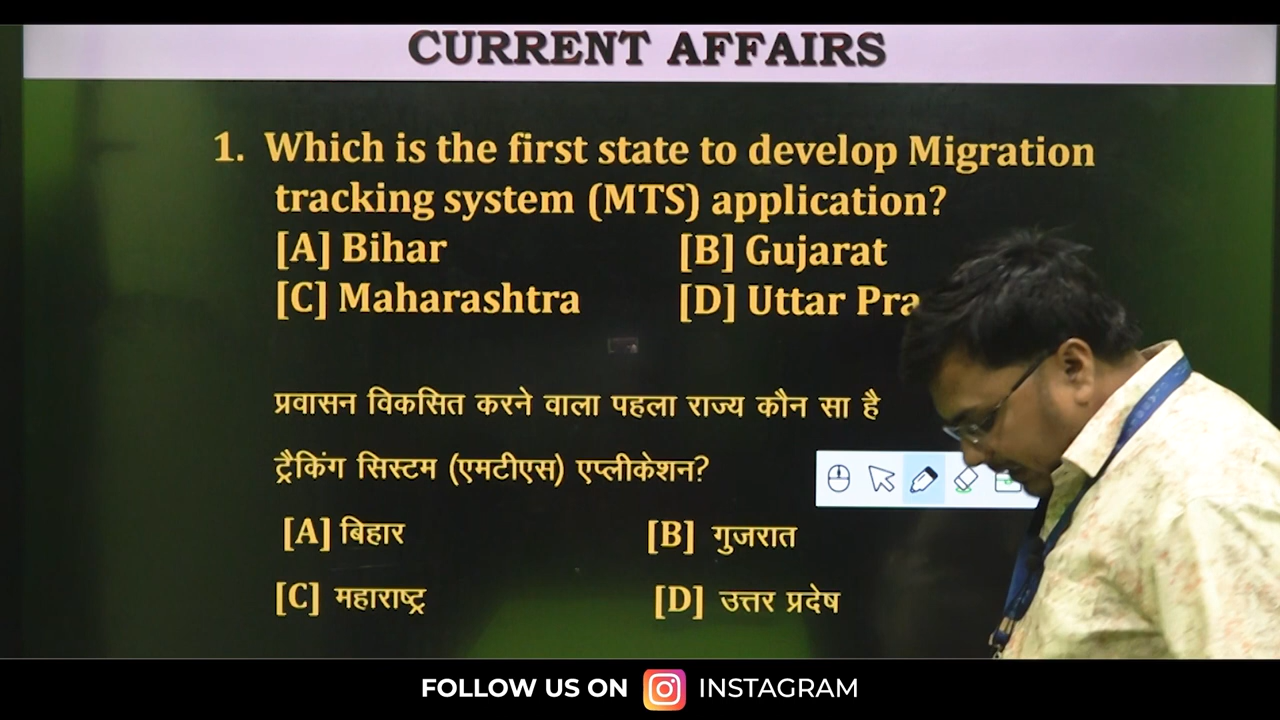 CURRENT AFFAIRS
1. Which is the first state to develop Migration
tracking system (MTS) application?
[A] Bihar [B] Gujarat
[C] Maharashtra [D] Uttar Pra
प्रवासन विकसित करने वाला पहला राज्य कौन सा है
ट्रैकिंग सिस्टम (एमटीएस) एप्लीकेशन?
[A] बिहार [B] गुजरात
[C] महाराष्ट्र [D] उत्तर प्रदेष
FOLLOW US ON INSTAGRAM